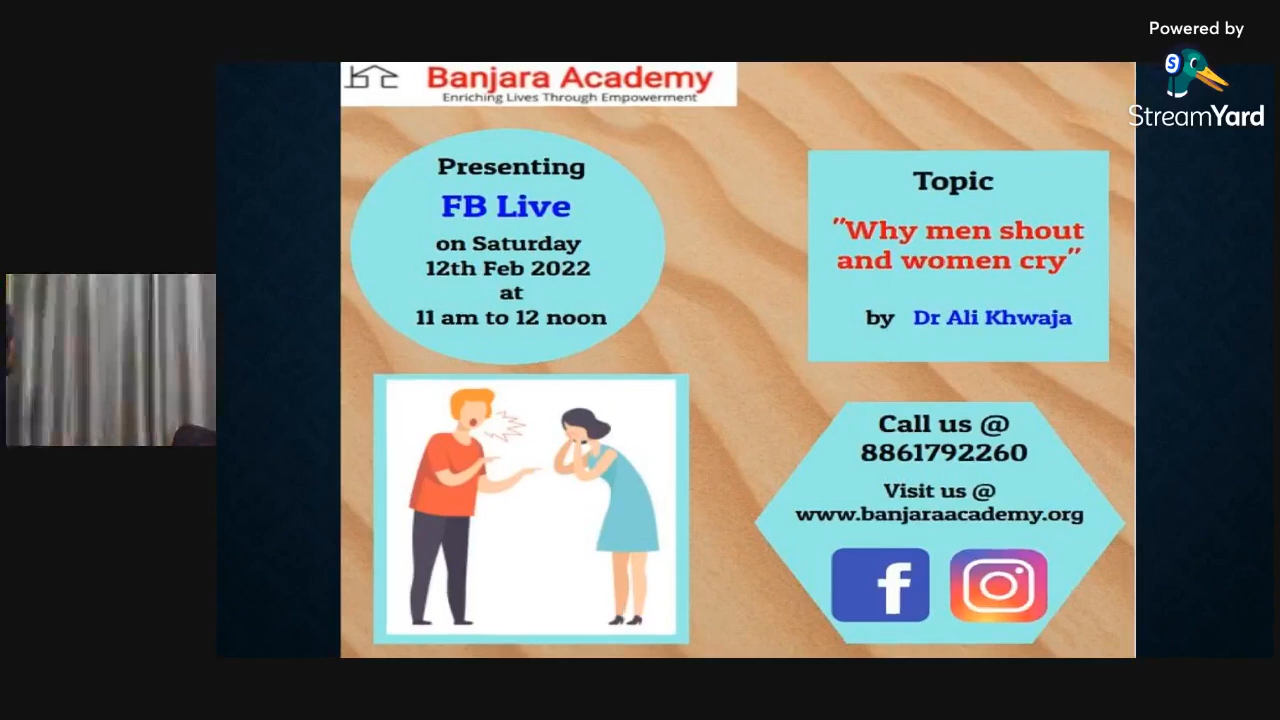 Powered by
StreamYard
Banjara Academy
Enriching Lives Through Empowerment
Presenting
FB Live
on Saturday
12th Feb 2022
at
11 am to 12 noon
Topic
"Why men shout
and women cry"
by Dr Ali Khwaja
Call us @
8861792260
Visit us @
www.banjaraacademy.org